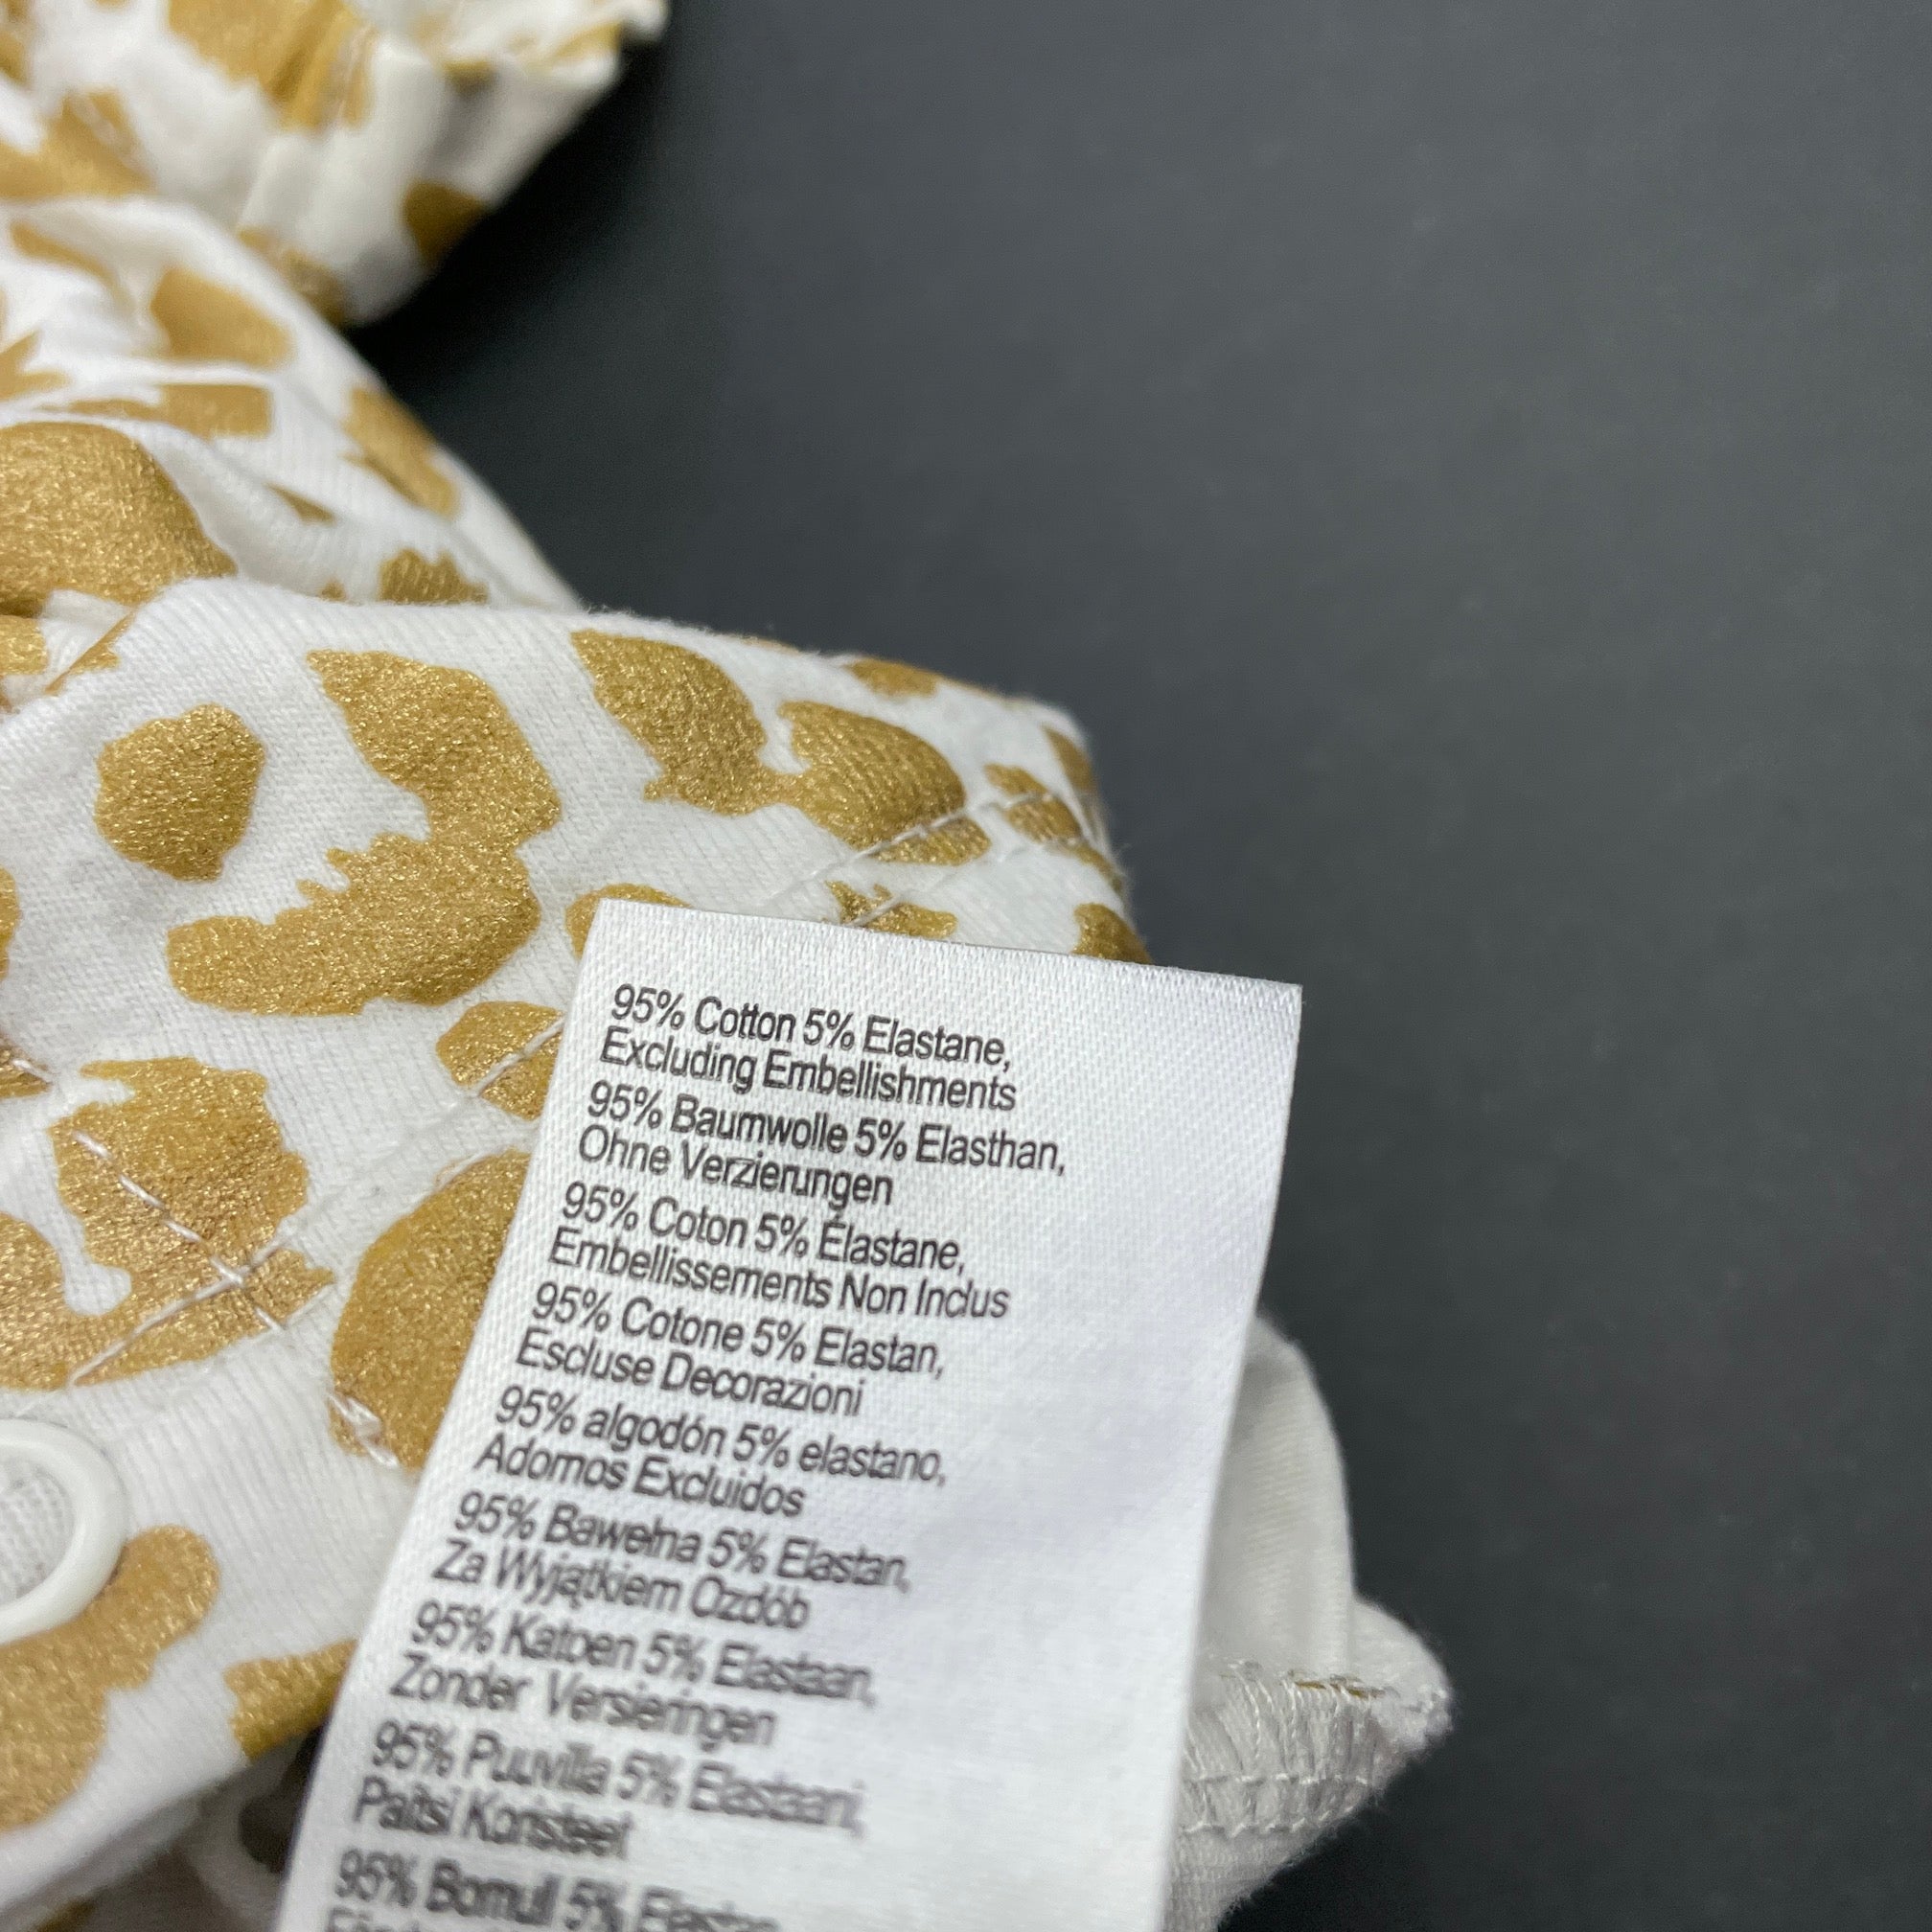 95% Cotton 5% Elastane,
Excluding Embellishments
95% Baumwolle 5% Elasthan,
Ohne Verzierungen
95% Coton 5% Élastane,
Embellissements Non Inclus
95% Cotone 5% Elastan,
Escluse Decorazioni
95% algodón 5% elastano,
Adornos Excluidos
95% Bawełna 5% Elastan,
Za Wyjątkiem Ozdób
95% Katoen 5% Elastaan,
Zonder Versieringen
95% Puuvilla 5% Elastaani,
Paitsi Koristeet
95% Bomull 5% Elastan